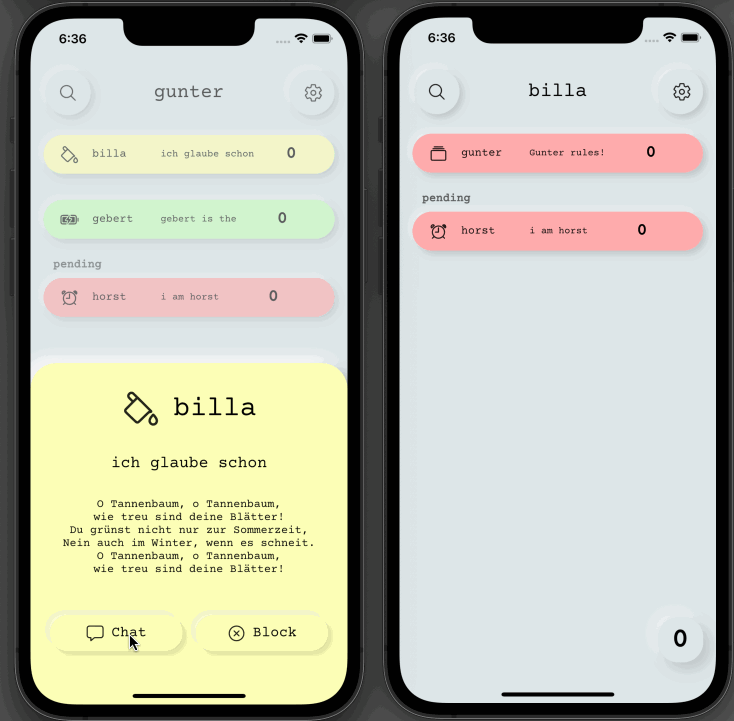 6:36
gunter
billa ich glaube schon 0
gebert gebert is the 0
pending
horst i am horst 0
billa
ich glaube schon
O Tannenbaum, o Tannenbaum,
wie treu sind deine Blätter!
Du grünst nicht nur zur Sommerzeit,
Nein auch im Winter, wenn es schneit.
O Tannenbaum, o Tannenbaum,
wie treu sind deine Blätter!
Chat Block
6:36
billa
gunter Gunter rules! 0
pending
horst i am horst 0
0